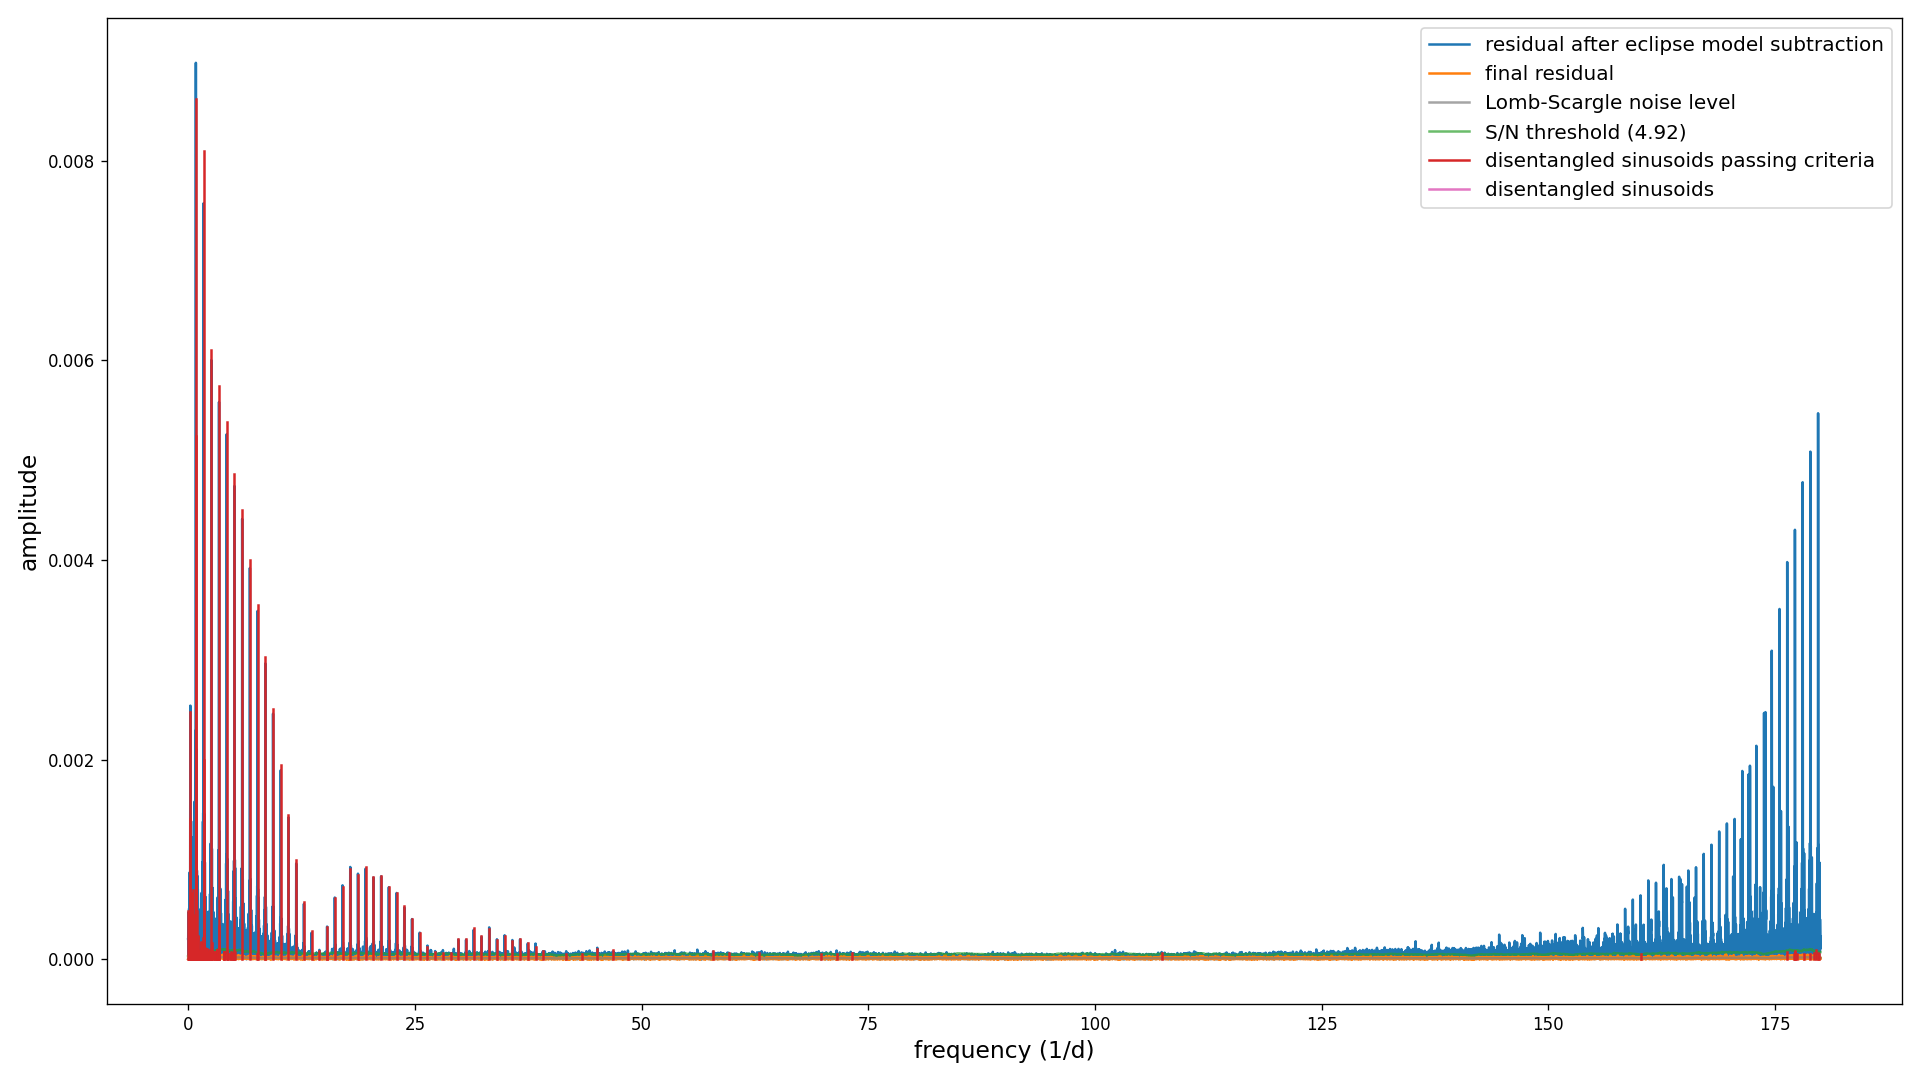 residual after eclipse model subtraction
final residual
Lomb-Scargle noise level
S/N threshold (4.92)
disentangled sinusoids passing criteria
disentangled sinusoids
0.008
0.006
0.004
0.002
0.000
amplitude
0 25 50 75 100 125 150 175
frequency (1/d)